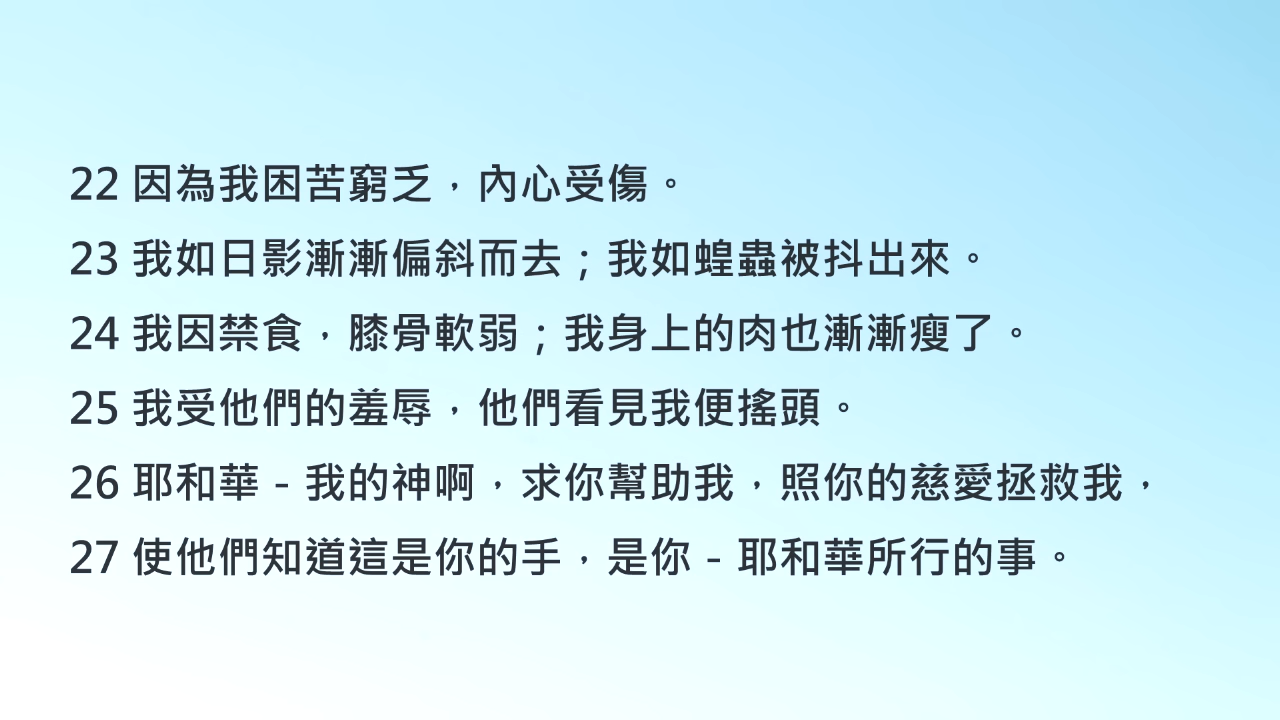 22 因為我困苦窮乏，內心受傷。
23 我如日影漸漸偏斜而去；我如蝗蟲被抖出來。
24 我因禁食，膝骨軟弱；我身上的肉也漸漸瘦了。
25 我受他們的羞辱，他們看見我便搖頭。
26 耶和華－我的神啊，求你幫助我，照你的慈愛拯救我，
27 使他們知道這是你的手，是你－耶和華所行的事。